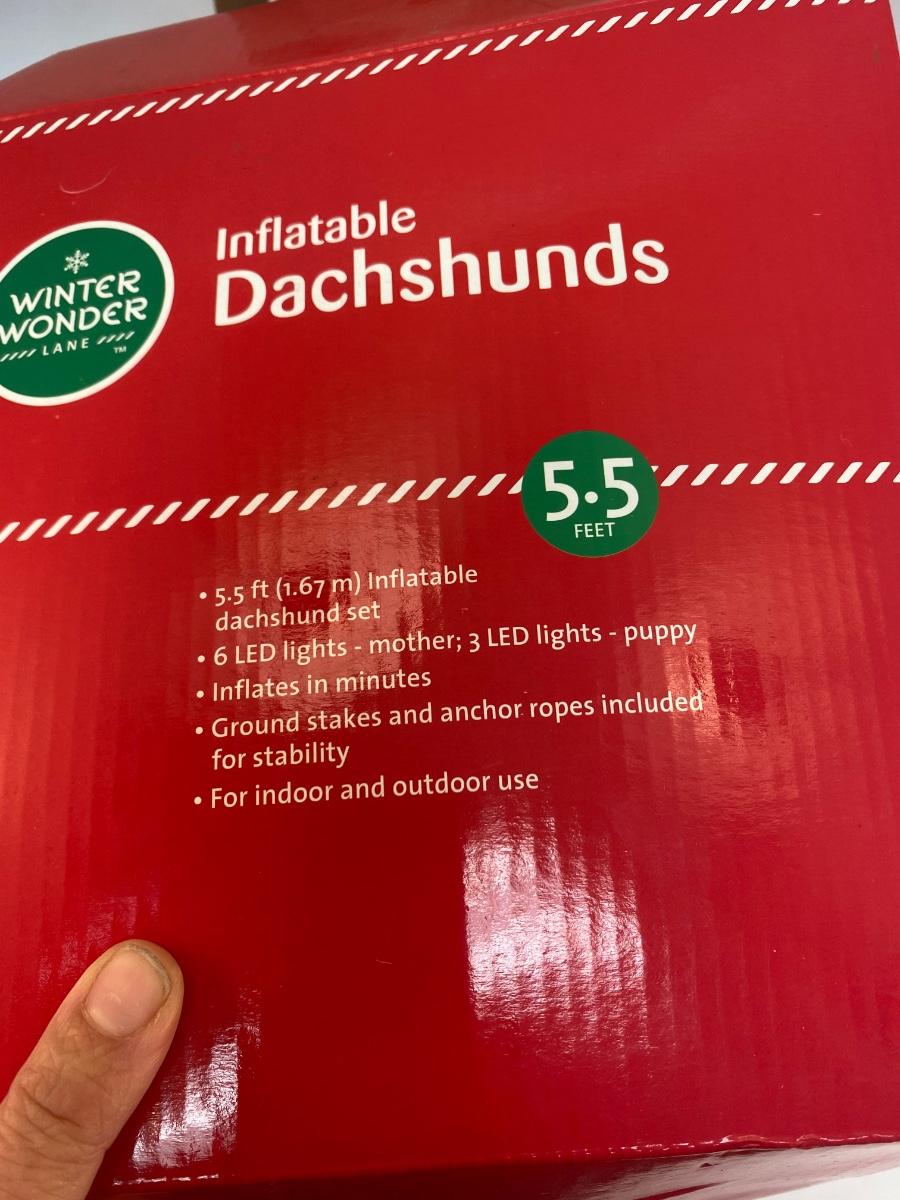 Inflatable
Dachshunds
WINTER
WONDER
LANE ™
5.5
FEET
• 5.5 ft (1.67 m) Inflatable
dachshund set
• 6 LED lights - mother; 3 LED lights - puppy
• Inflates in minutes
• Ground stakes and anchor ropes included
for stability
• For indoor and outdoor use